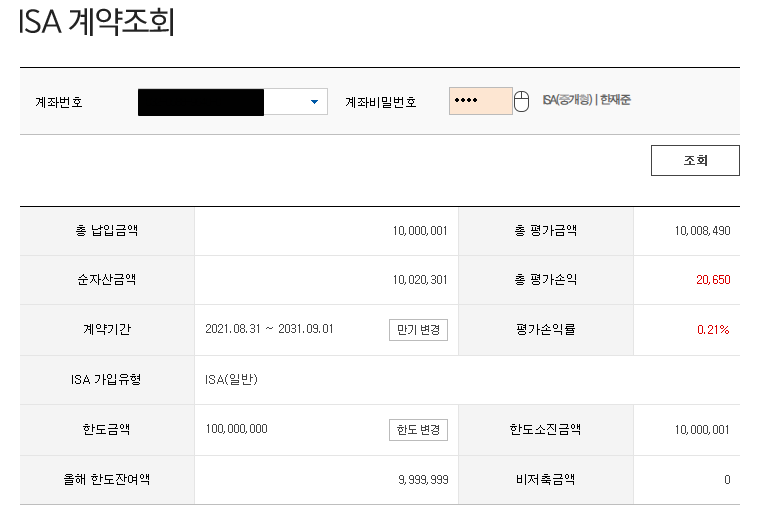 ISA 계약조회
계좌번호 계좌비밀번호 •••• ISA(중개형) | 한재준
조회
총 납입금액 10,000,001 총 평가금액 10,008,490
순자산금액 10,020,301 총 평가손익 20,650
계약기간 2021.08.31 ~ 2031.09.01 만기 변경 평가손익률 0.21%
ISA 가입유형 ISA(일반)
한도금액 100,000,000 한도 변경 한도소진금액 10,000,001
올해 한도잔여액 9,999,999 비저축금액 0